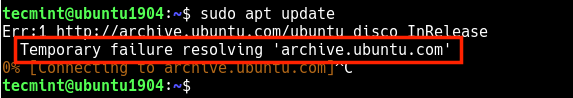 tecmint@ubuntu1904:~$ sudo apt update
Err:1 http://archive.ubuntu.com/ubuntu disco InRelease
Temporary failure resolving 'archive.ubuntu.com'
0% [Connecting to archive.ubuntu.com]^C
tecmint@ubuntu1904:~$